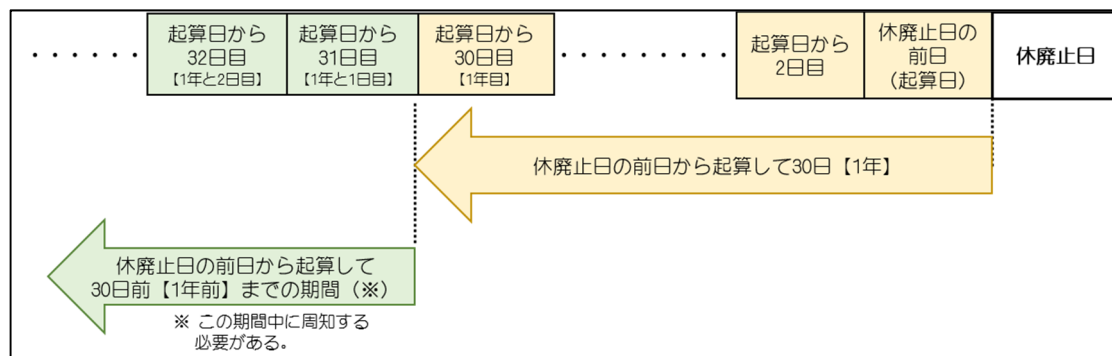 起算日から
32日目
【1年と2日目】
起算日から
31日目
【1年と1日目】
起算日から
30日目
【1年目】
起算日から
2日目
休廃止日の
前日
（起算日）
休廃止日
休廃止日の前日から起算して30日【1年】
休廃止日の前日から起算して
30日前【1年前】までの期間（※）
※ この期間中に周知する
必要がある。